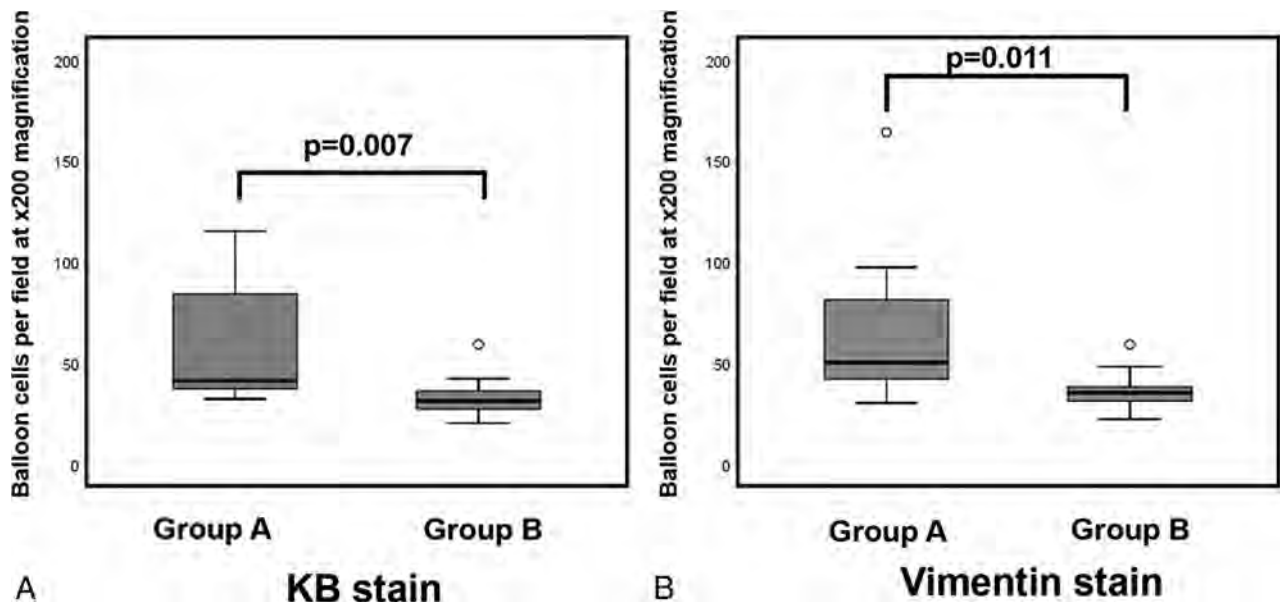 Balloon cells per field at x200 magnification
200
150
100
50
0
p=0.007
Group A
Group B
A
KB stain
Balloon cells per field at x200 magnification
200
150
100
50
0
p=0.011
Group A
Group B
B
Vimentin stain